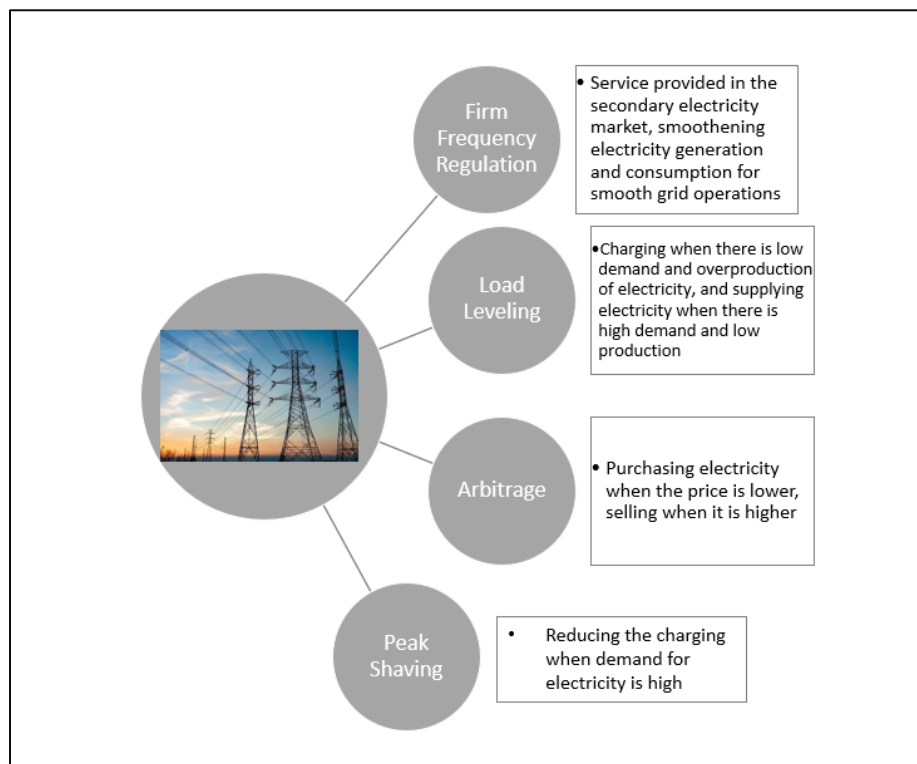 Firm
Frequency
Regulation
• Service provided in the
secondary electricity
market, smoothening
electricity generation
and consumption for
smooth grid operations
Load
Leveling
•Charging when there is low
demand and overproduction
of electricity, and supplying
electricity when there is
high demand and low
production
Arbitrage
• Purchasing electricity
when the price is lower,
selling when it is higher
Peak
Shaving
• Reducing the charging
when demand for
electricity is high